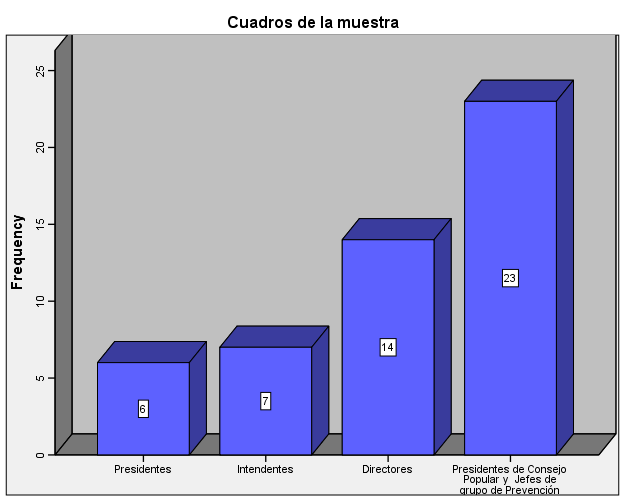 Cuadros de la muestra
Frequency
25
20
15
10
5
0
6
7
14
23
Presidentes
Intendentes
Directores
Presidentes de Consejo
Popular y Jefes de
grupo de Prevención